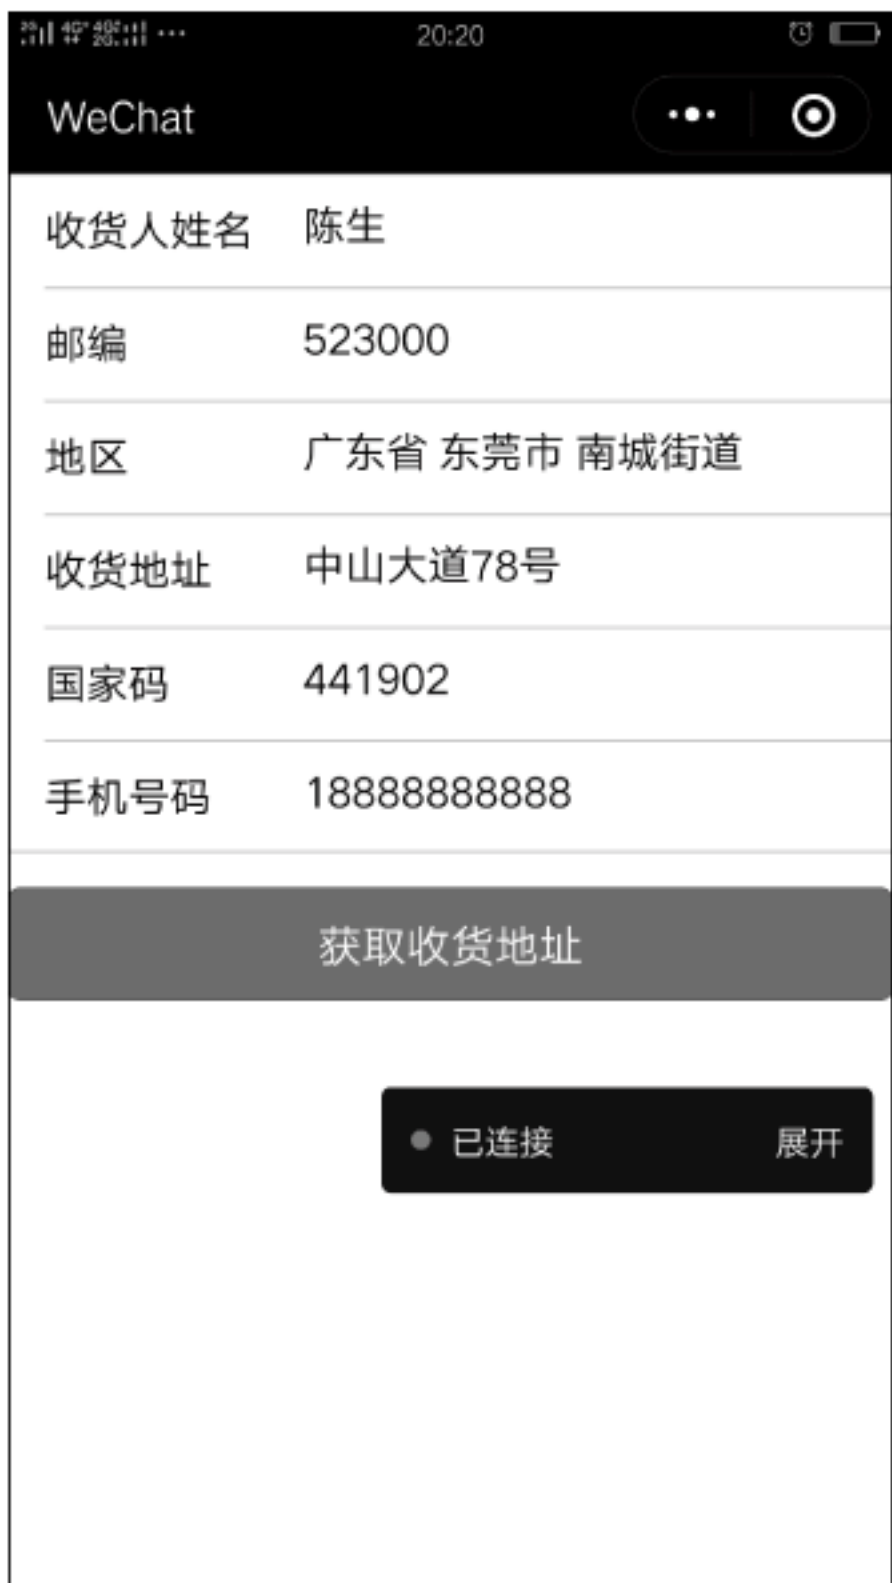 20:20
WeChat
收货人姓名 陈生
邮编 523000
地区 广东省 东莞市 南城街道
收货地址 中山大道78号
国家码 441902
手机号码 18888888888
获取收货地址
已连接 展开